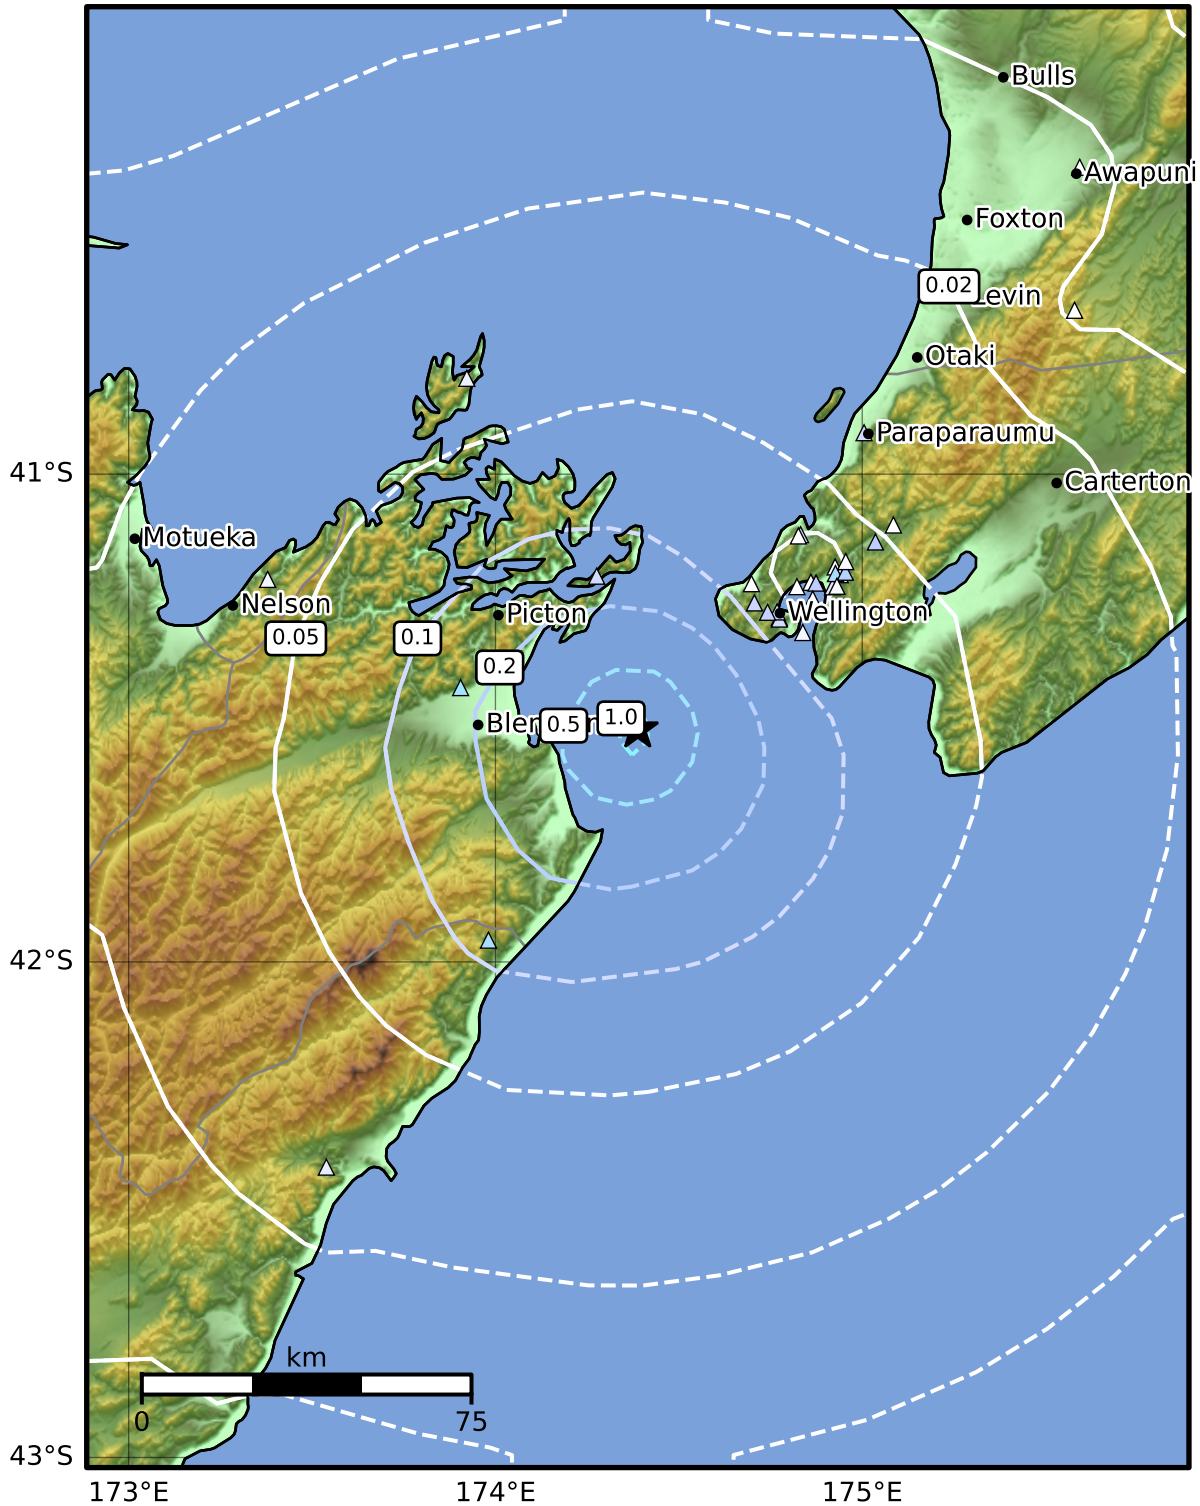 Bulls
Awapuni
Foxton
0.02
Levin
Otaki
Paraparaumu
41°S
Carterton
Motueka
Nelson
Picton
Wellington
0.05
0.1
0.2
0.5
1.0
42°S
km
0
75
43°S
173°E
174°E
175°E